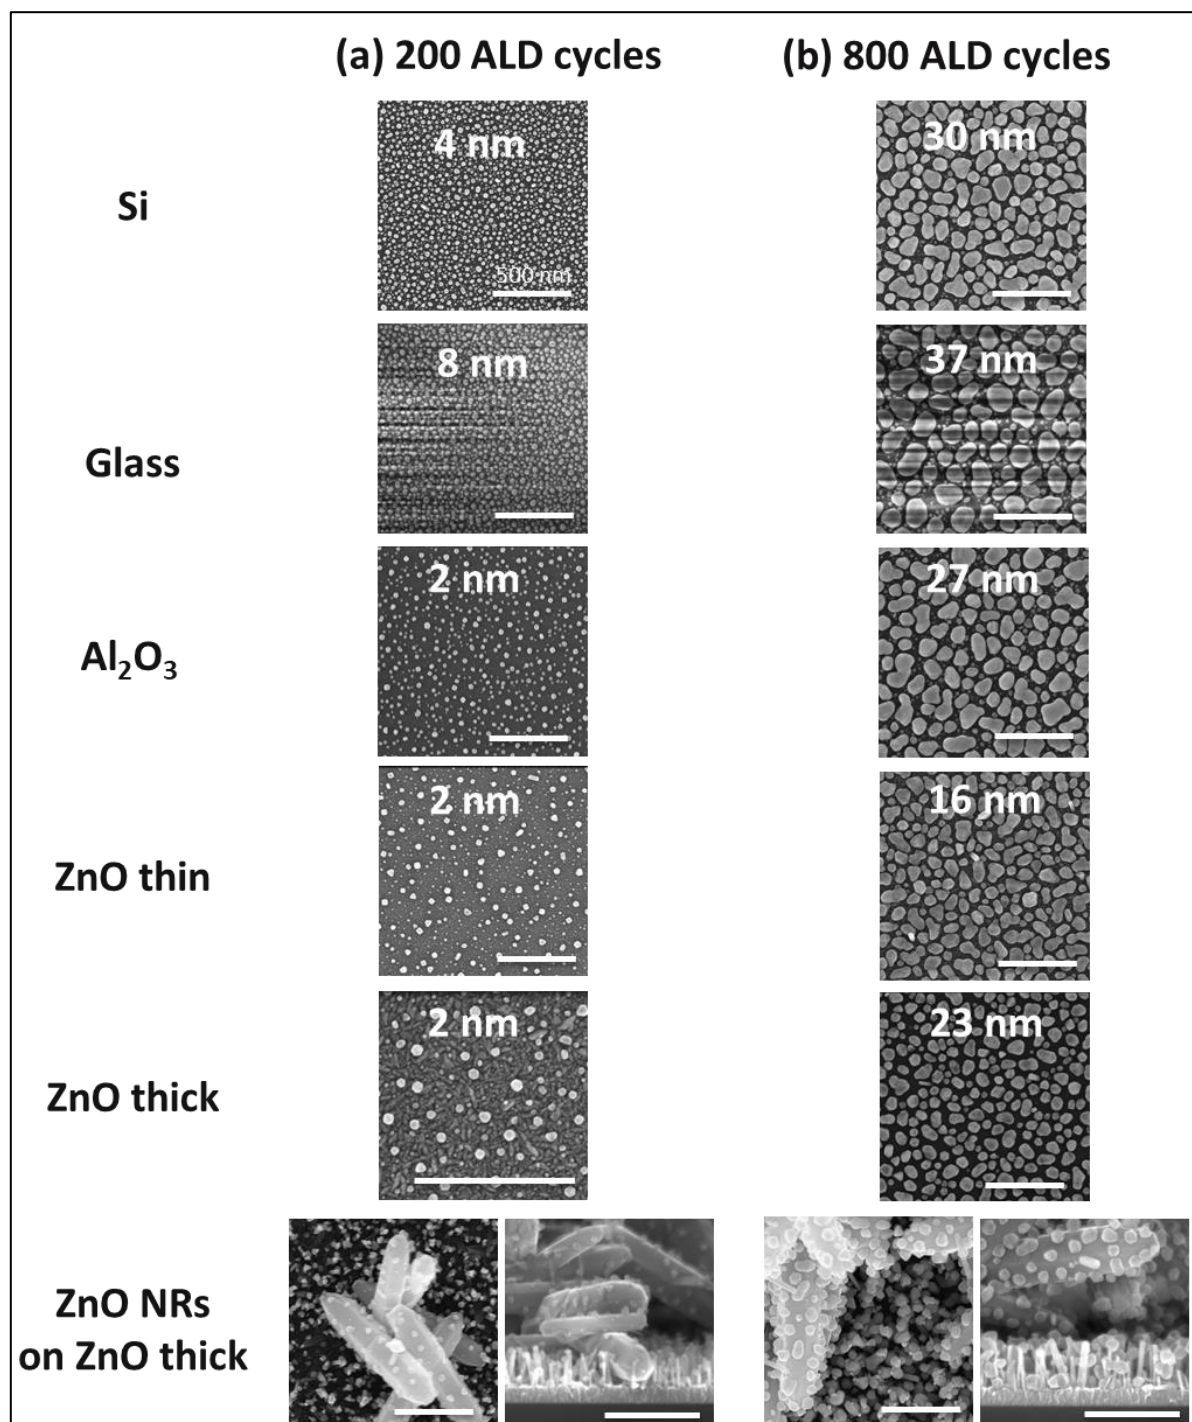 (a) 200 ALD cycles
(b) 800 ALD cycles
Si
4 nm
500 nm
30 nm
Glass
8 nm
37 nm
Al₂O₃
2 nm
27 nm
ZnO thin
2 nm
16 nm
ZnO thick
2 nm
23 nm
ZnO NRs
on ZnO thick